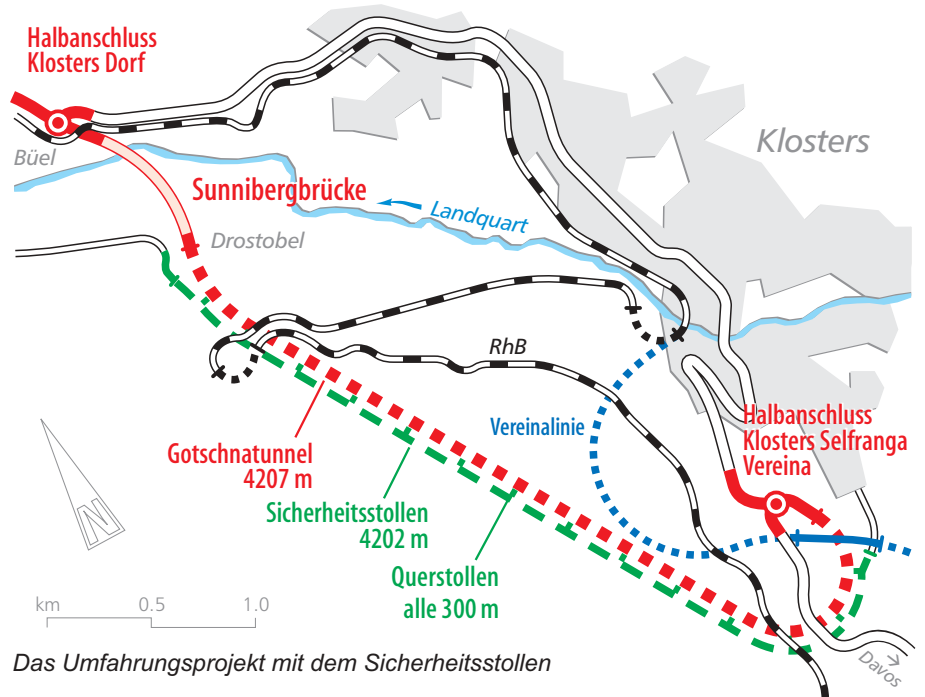 Halbanschluss
Klosters Dorf
Büel
Sunnibergbrücke
Klosters
Landquart
Drostobel
RhB
Vereinalinie
Halbanschluss
Klosters Selfranga
Vereina
Gotschnatunnel
4207 m
Sicherheitsstollen
4202 m
Querstollen
alle 300 m
N
km 0.5 1.0
Davos
Das Umfahrungsprojekt mit dem Sicherheitsstollen